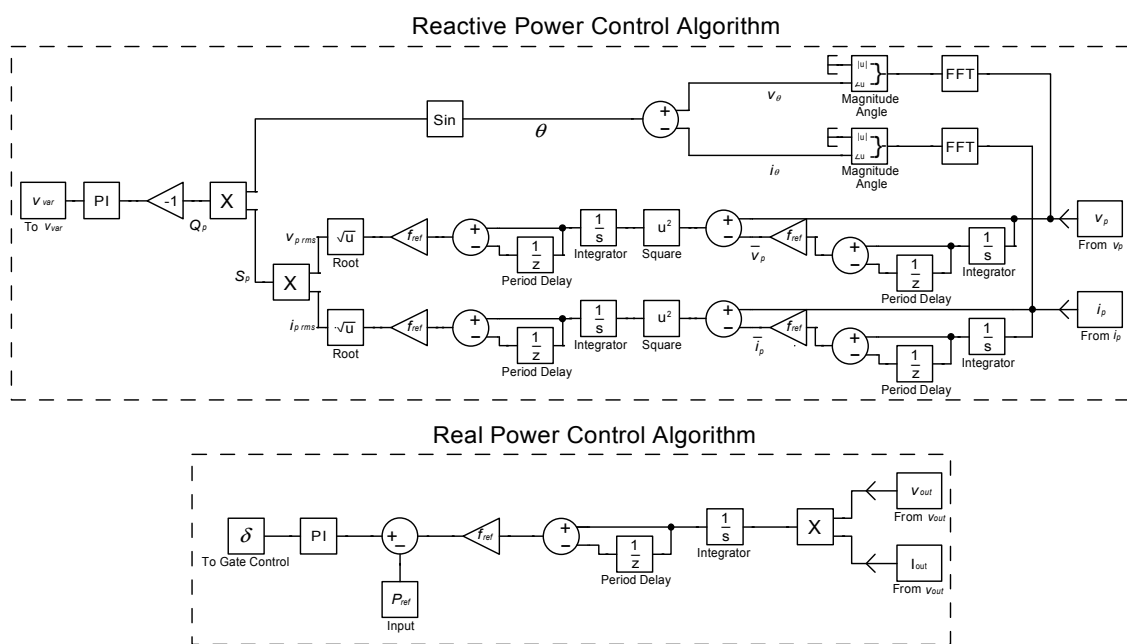 Reactive Power Control Algorithm
|u|
∠u
Magnitude
Angle
FFT
vθ
Sin
θ
+
−
|u|
∠u
Magnitude
Angle
FFT
iθ
v var
To vvar
PI
-1
Qp
X
Sp
X
vp rms
√u
Root
fref
+
−
1
z
Period Delay
1
s
Integrator
u²
Square
+
−
v̅p
fref
+
−
1
z
Period Delay
1
s
Integrator
vp
From vp
ip rms
√u
Root
fref
+
−
1
z
Period Delay
1
s
Integrator
u²
Square
+
−
i̅p
fref
+
−
1
z
Period Delay
1
s
Integrator
ip
From ip
Real Power Control Algorithm
δ
To Gate Control
PI
+
−
Pref
Input
fref
+
−
1
z
Period Delay
1
s
Integrator
X
vout
From vout
Iout
From vout